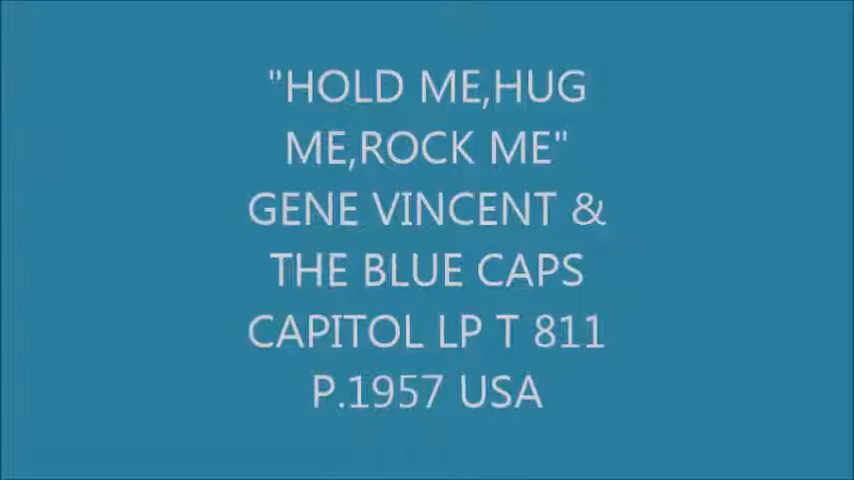 "HOLD ME,HUG
ME,ROCK ME"
GENE VINCENT &
THE BLUE CAPS
CAPITOL LP T 811
P.1957 USA